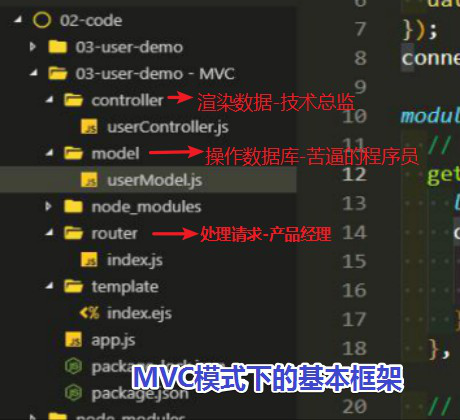 02-code
03-user-demo
03-user-demo - MVC
controller 渲染数据-技术总监
userController.js
model 操作数据库-苦逼的程序员
userModel.js
node_modules
router 处理请求-产品经理
index.js
template
index.ejs
app.js
package.json
node_modules
MVC模式下的基本框架
7 });
8 conne
9
10 modul
11 //
12 get
13
14
15
16
17 }
18 },
19
20 //